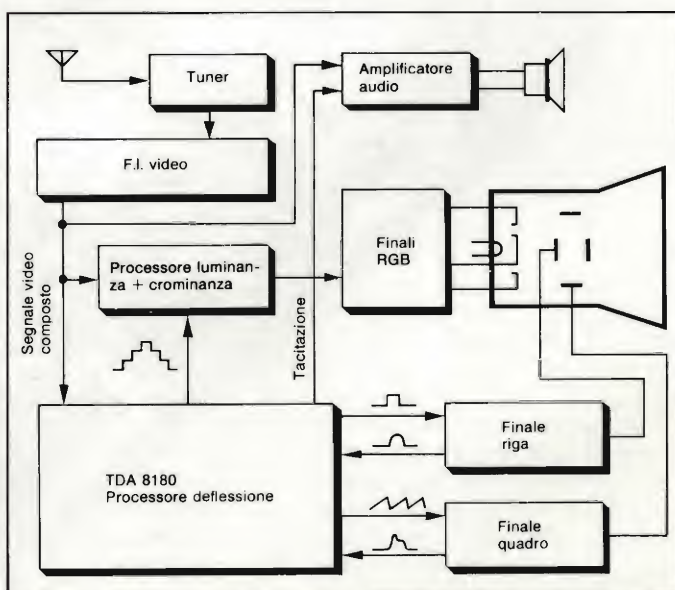 Tuner
Amplificatore
audio
F.I. video
Finali
RGB
Processore luminan-
za + crominanza
Segnale video
composto
Tacitazione
Finale
riga
TDA 8180
Processore deflessione
Finale
quadro